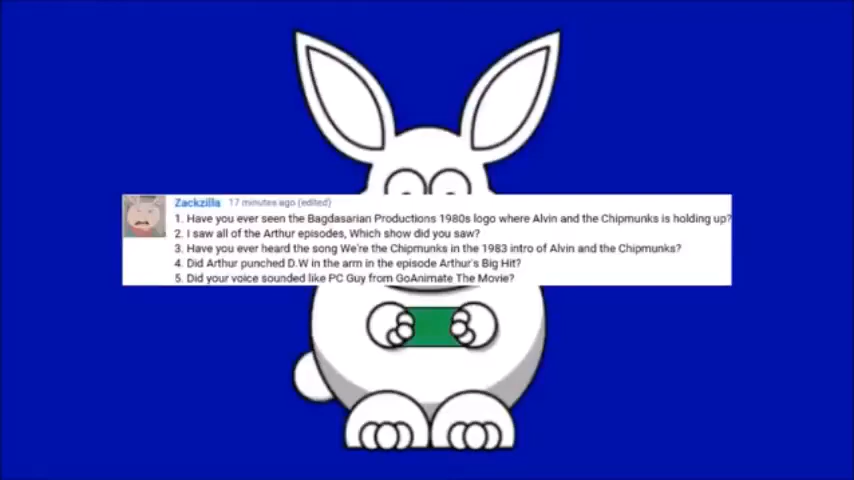 Zackzilla 17 minutes ago (edited)
1. Have you ever seen the Bagdasarian Productions 1980s logo where Alvin and the Chipmunks is holding up?
2. I saw all of the Arthur episodes, Which show did you saw?
3. Have you ever heard the song We're the Chipmunks in the 1983 intro of Alvin and the Chipmunks?
4. Did Arthur punched D.W in the arm in the episode Arthur's Big Hit?
5. Did your voice sounded like PC Guy from GoAnimate The Movie?